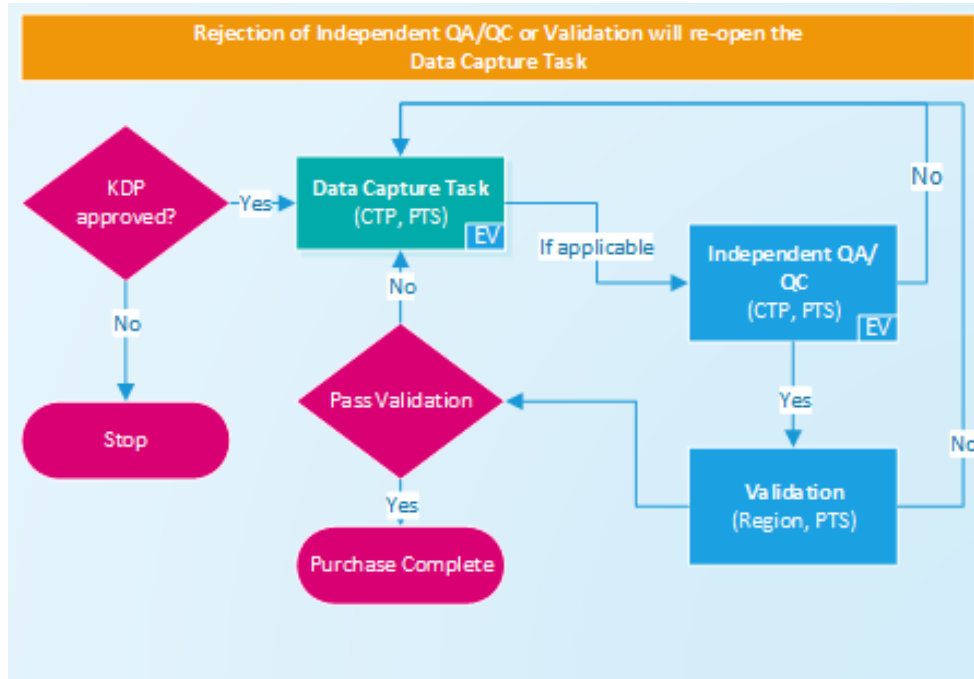 Rejection of Independent QA/QC or Validation will re-open the
Data Capture Task
KDP
approved?
Yes
Data Capture Task
(CTP, PTS)
EV
No
If applicable
Independent QA/
QC
(CTP, PTS)
EV
No
No
Stop
Pass Validation
Yes
No
Validation
(Region, PTS)
Yes
Purchase Complete